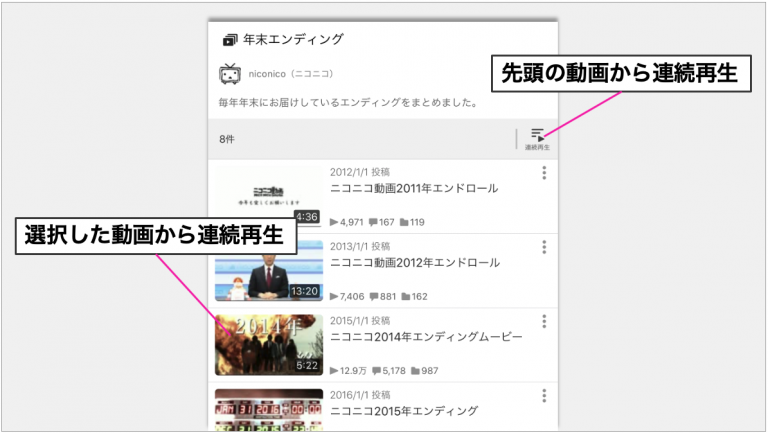 年末エンディング
niconico（ニコニコ）
毎年年末にお届けしているエンディングをまとめました。
先頭の動画から連続再生
8件
連続再生
2012/1/1 投稿
ニコニコ動画2011年エンドロール
ニコニコ動画
今年も宜しくお願いします
4:36
4,971 167 119
選択した動画から連続再生
2013/1/1 投稿
ニコニコ動画2012年エンドロール
13:20
7,406 881 162
2015/1/1 投稿
ニコニコ2014年エンディングムービー
2014年
5:22
12.9万 5,178 987
2016/1/1 投稿
ニコニコ2015年エンディング
JAN 31 2016 00:00